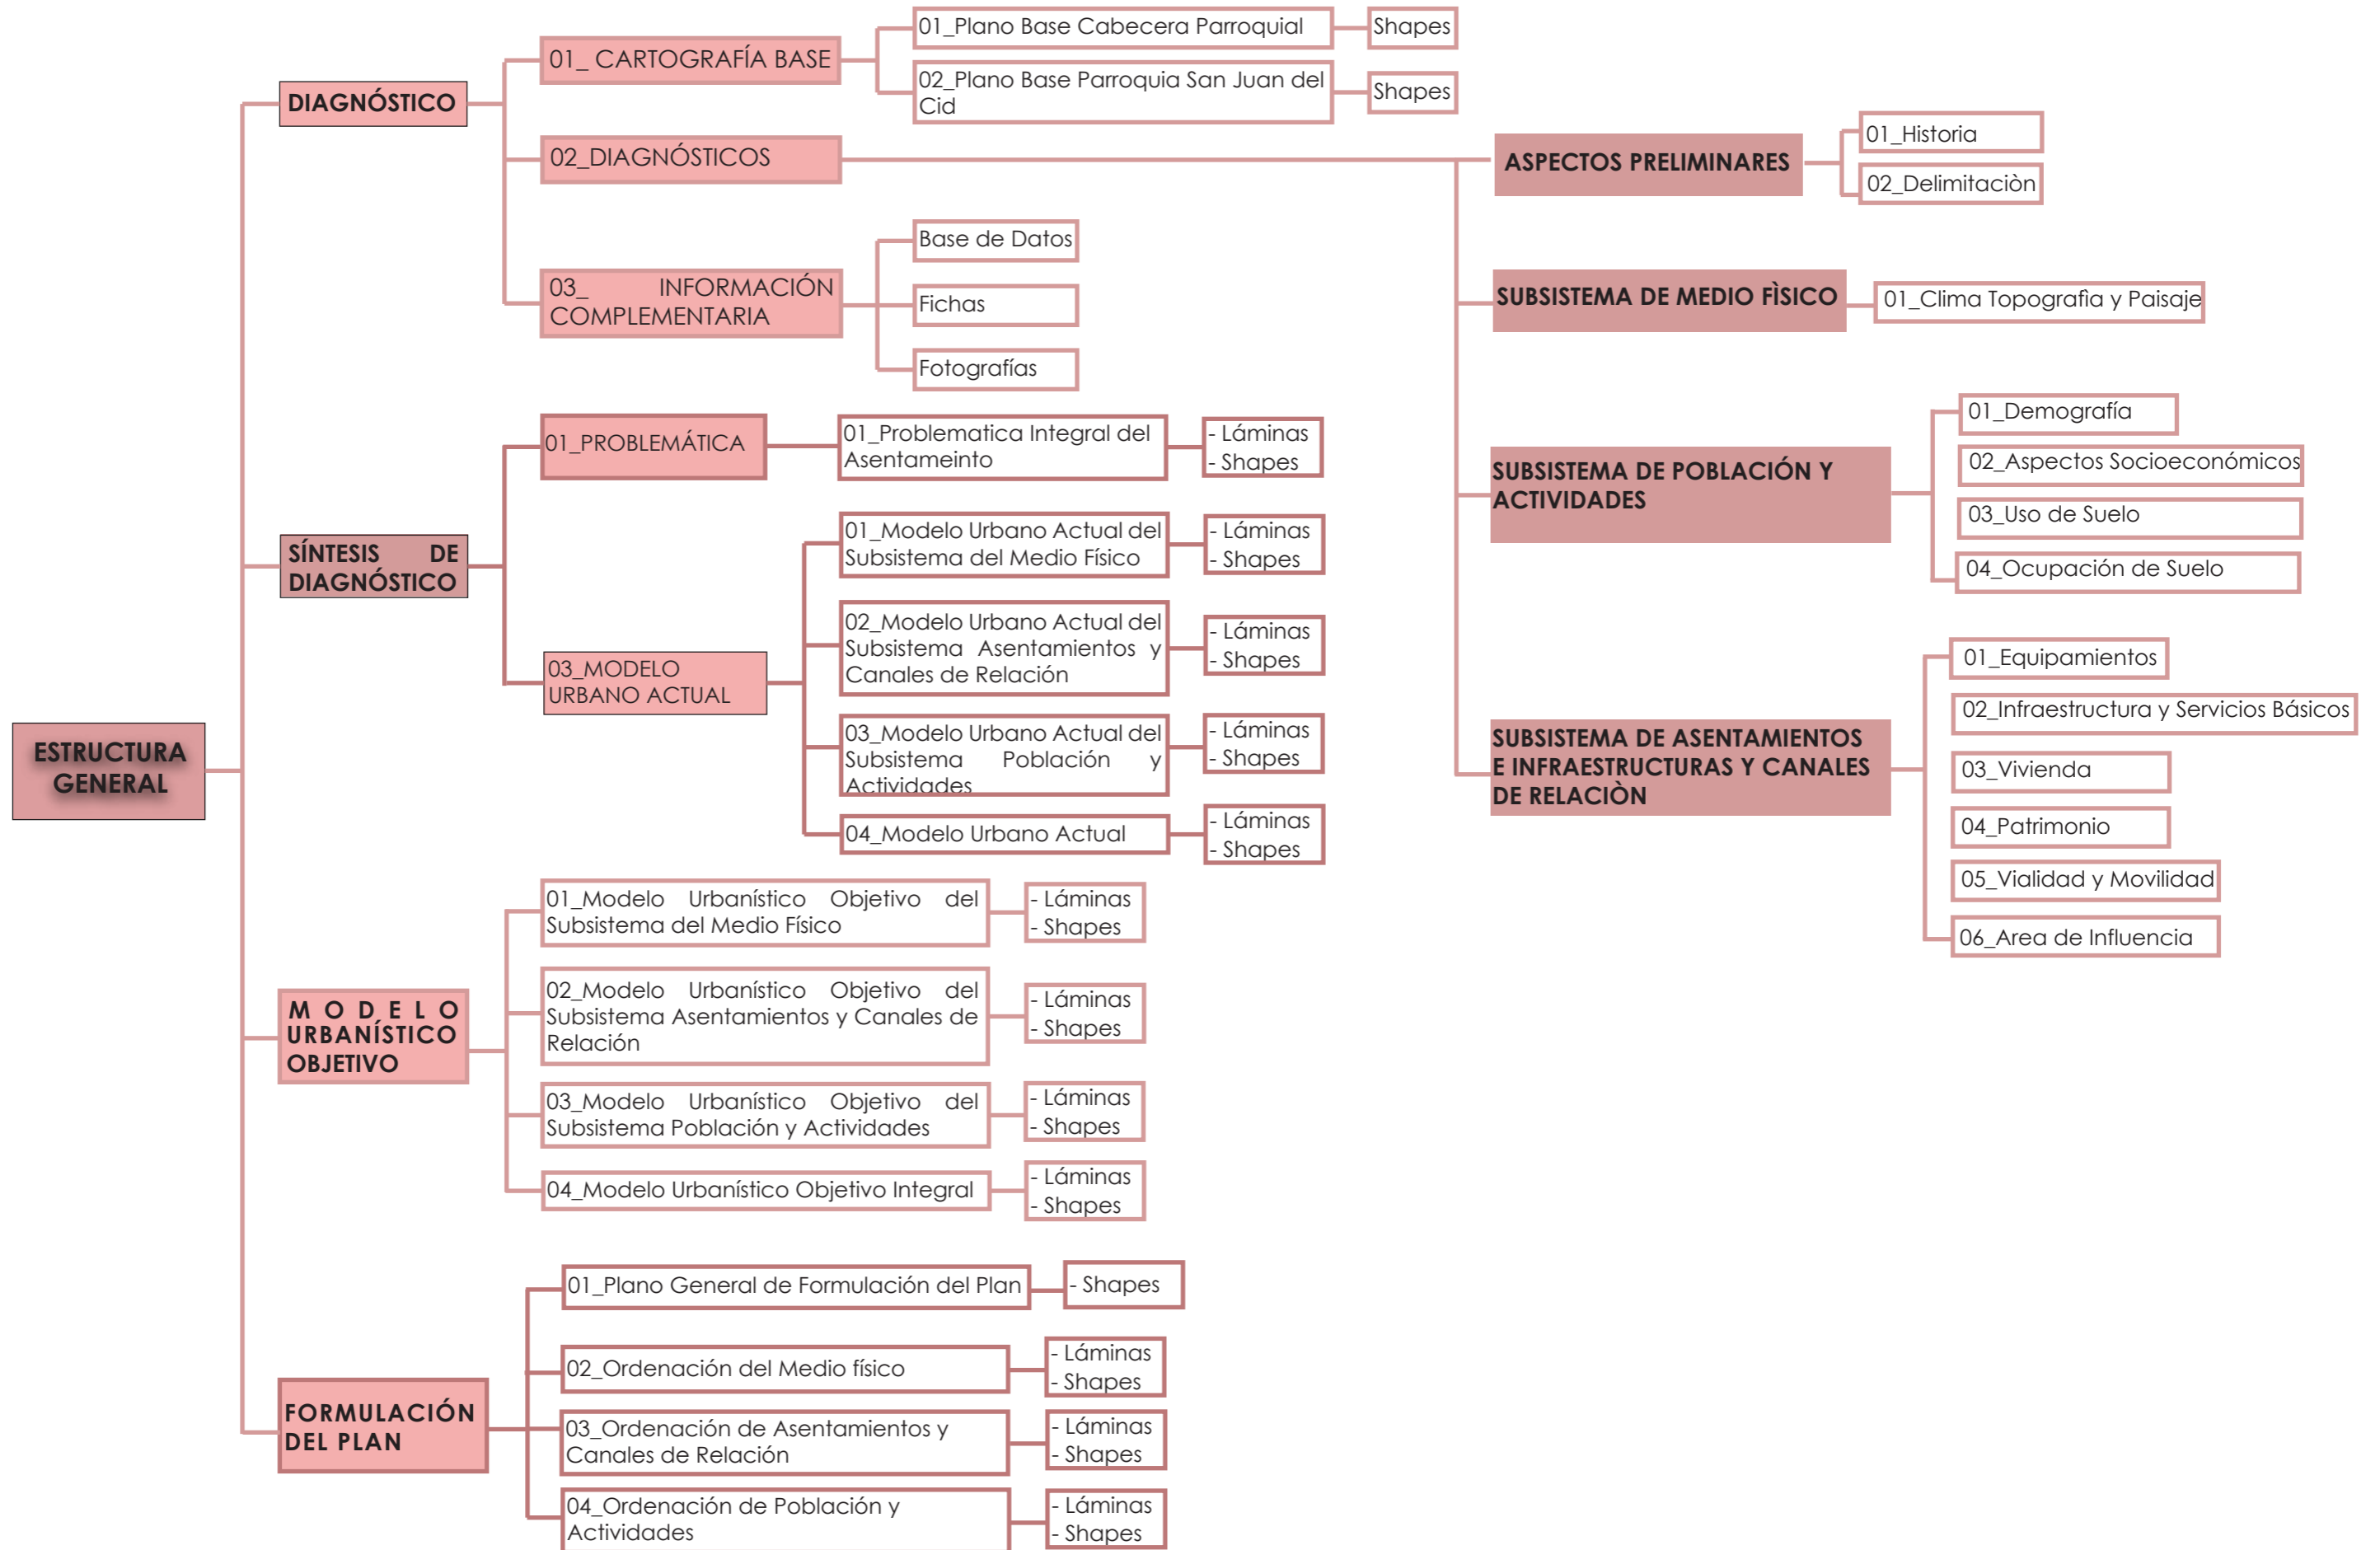 ESTRUCTURA
GENERAL
DIAGNÓSTICO
01_ CARTOGRAFÍA BASE
01_Plano Base Cabecera Parroquial
Shapes
02_Plano Base Parroquia San Juan del
Cid
Shapes
02_DIAGNÓSTICOS
ASPECTOS PRELIMINARES
01_Historia
02_Delimitaciòn
SUBSISTEMA DE MEDIO FÌSICO
01_Clima Topografìa y Paisaje
SUBSISTEMA DE POBLACIÓN Y
ACTIVIDADES
01_Demografía
02_Aspectos Socioeconómicos
03_Uso de Suelo
04_Ocupación de Suelo
SUBSISTEMA DE ASENTAMIENTOS
E INFRAESTRUCTURAS Y CANALES
DE RELACIÒN
01_Equipamientos
02_Infraestructura y Servicios Básicos
03_Vivienda
04_Patrimonio
05_Vialidad y Movilidad
06_Area de Influencia
03_ INFORMACIÓN
COMPLEMENTARIA
Base de Datos
Fichas
Fotografías
SÍNTESIS DE
DIAGNÓSTICO
01_PROBLEMÁTICA
01_Problematica Integral del
Asentameinto
- Láminas
- Shapes
03_MODELO
URBANO ACTUAL
01_Modelo Urbano Actual del
Subsistema del Medio Físico
- Láminas
- Shapes
02_Modelo Urbano Actual del
Subsistema Asentamientos y
Canales de Relación
- Láminas
- Shapes
03_Modelo Urbano Actual del
Subsistema Población y
Actividades
- Láminas
- Shapes
04_Modelo Urbano Actual
- Láminas
- Shapes
MODELO
URBANÍSTICO
OBJETIVO
01_Modelo Urbanístico Objetivo del
Subsistema del Medio Físico
- Láminas
- Shapes
02_Modelo Urbanístico Objetivo del
Subsistema Asentamientos y Canales de
Relación
- Láminas
- Shapes
03_Modelo Urbanístico Objetivo del
Subsistema Población y Actividades
- Láminas
- Shapes
04_Modelo Urbanístico Objetivo Integral
- Láminas
- Shapes
FORMULACIÓN
DEL PLAN
01_Plano General de Formulación del Plan
- Shapes
02_Ordenación del Medio físico
- Láminas
- Shapes
03_Ordenación de Asentamientos y
Canales de Relación
- Láminas
- Shapes
04_Ordenación de Población y
Actividades
- Láminas
- Shapes